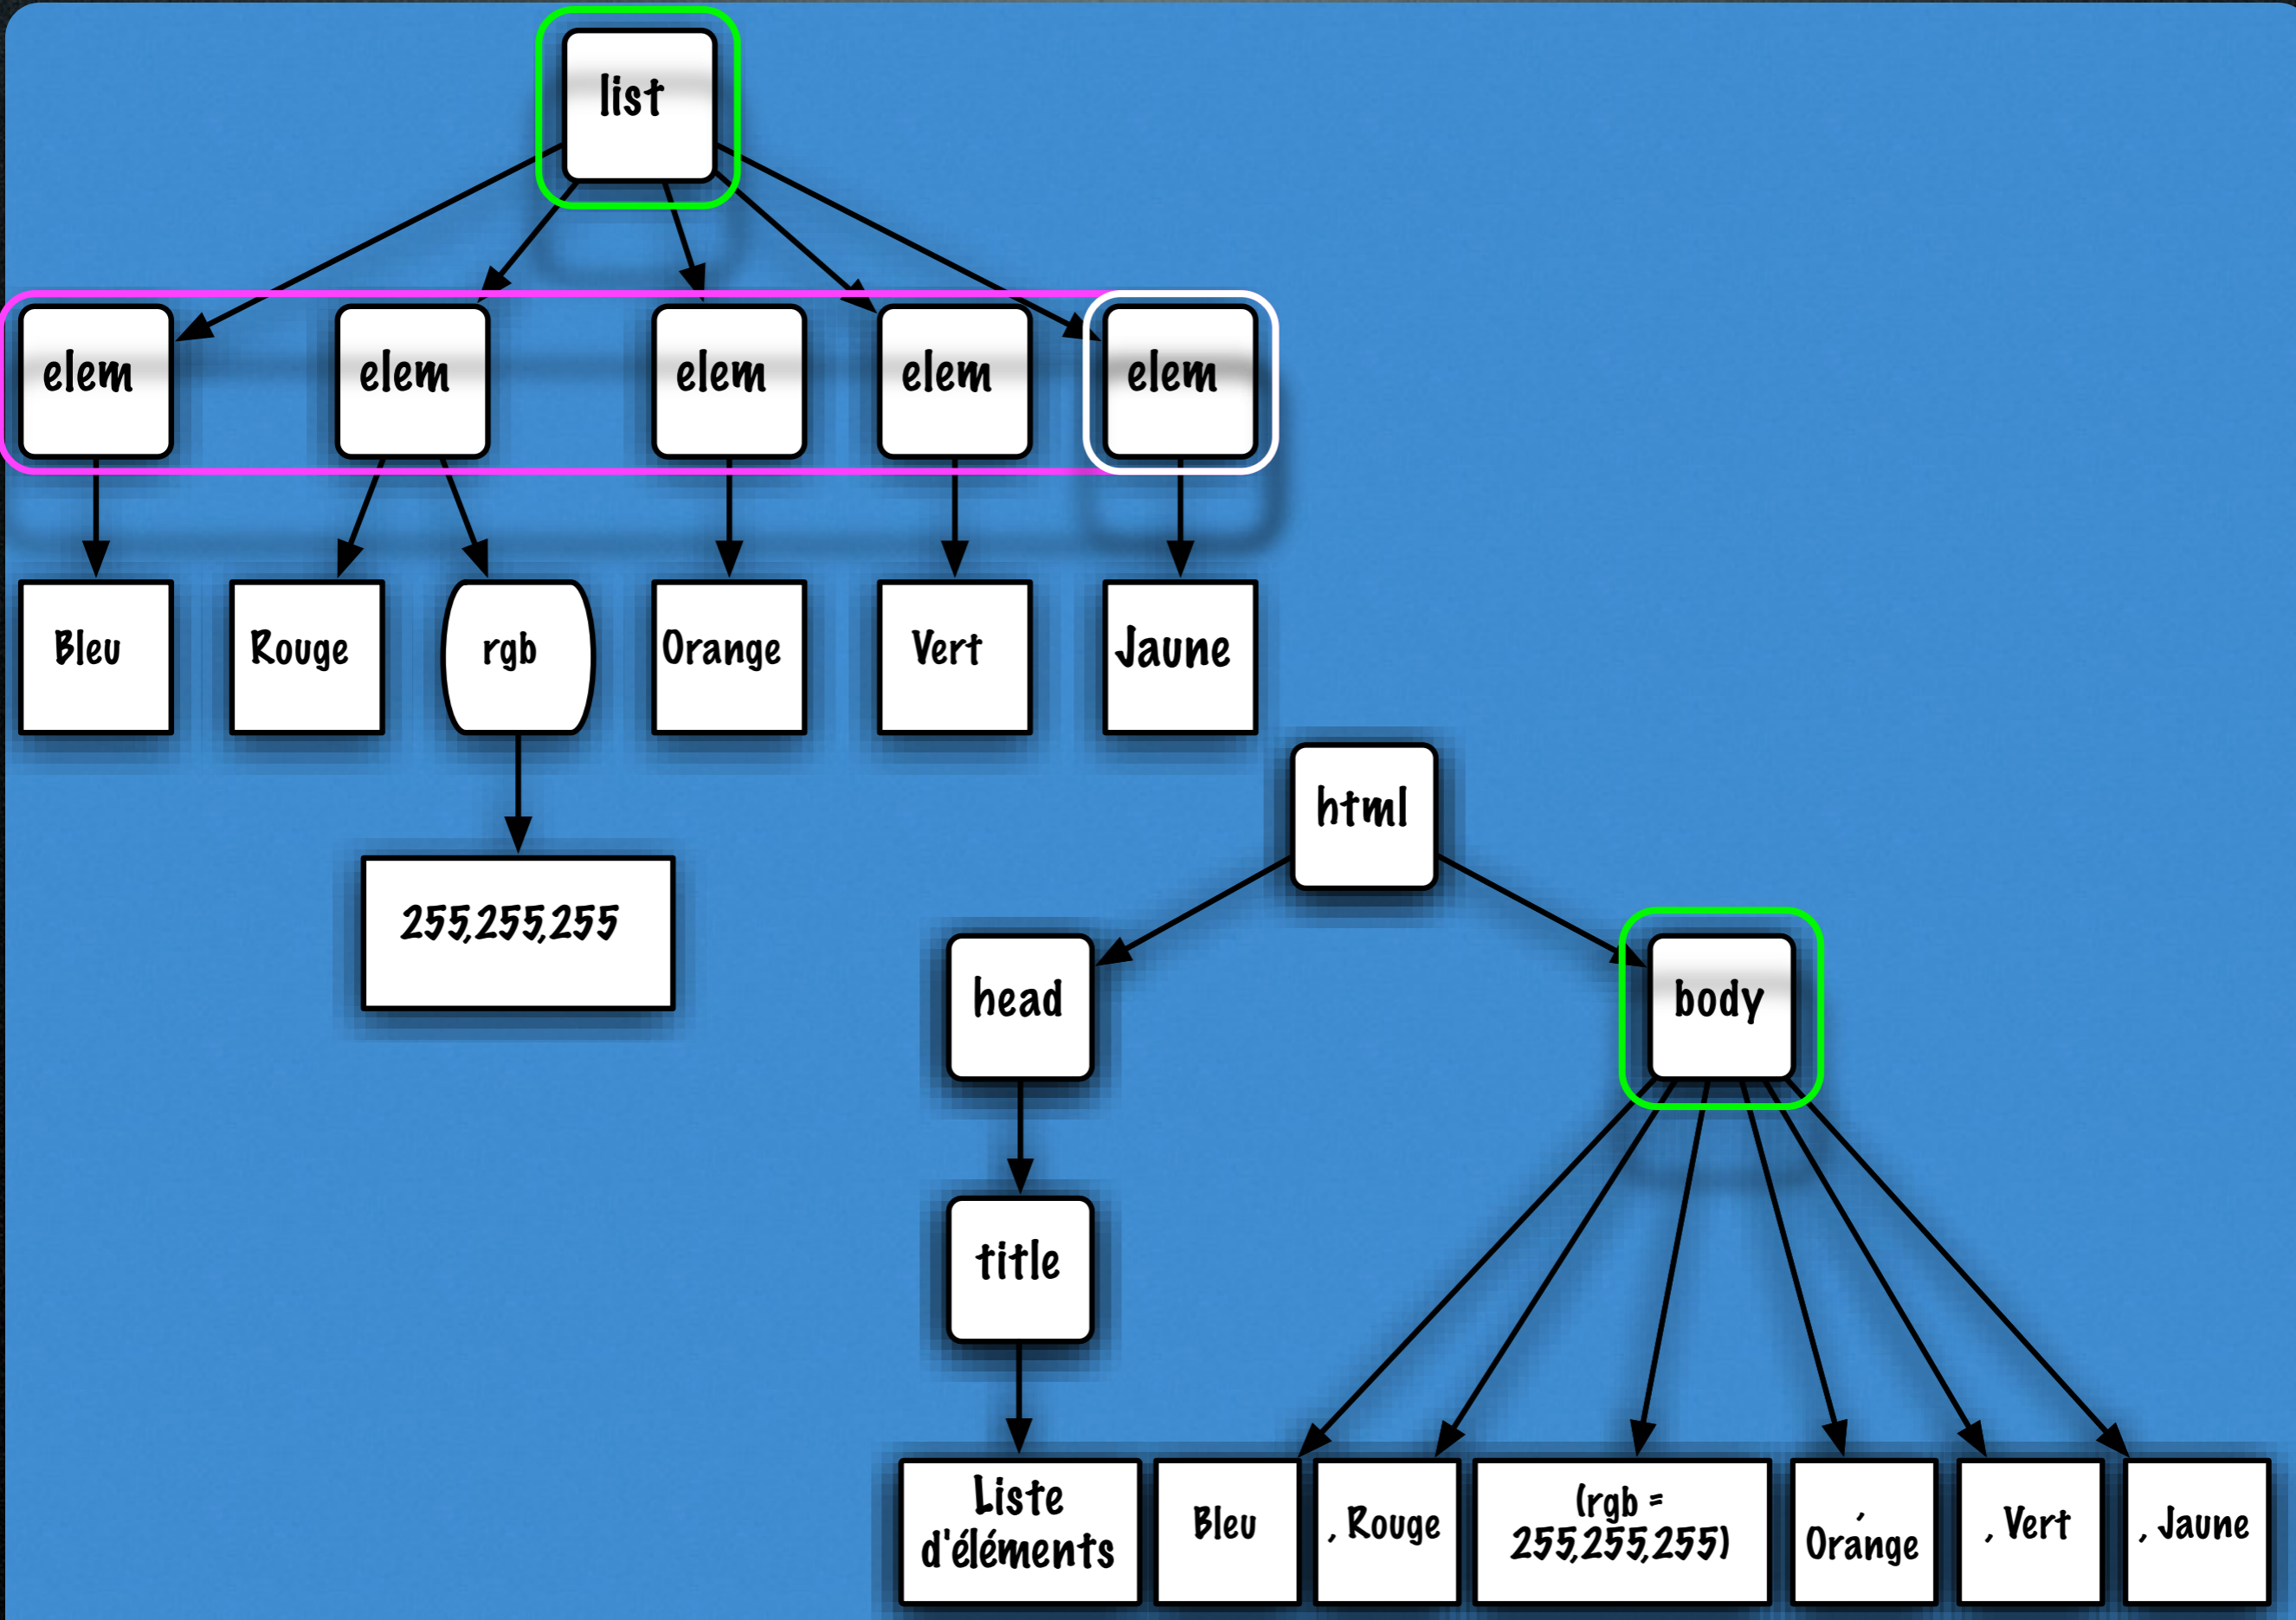 list
elem
elem
elem
elem
elem
Bleu
Rouge
rgb
Orange
Vert
Jaune
255,255,255
html
head
body
title
Liste
d'éléments
Bleu
, Rouge
(rgb =
255,255,255)
,
Orange
, Vert
, Jaune